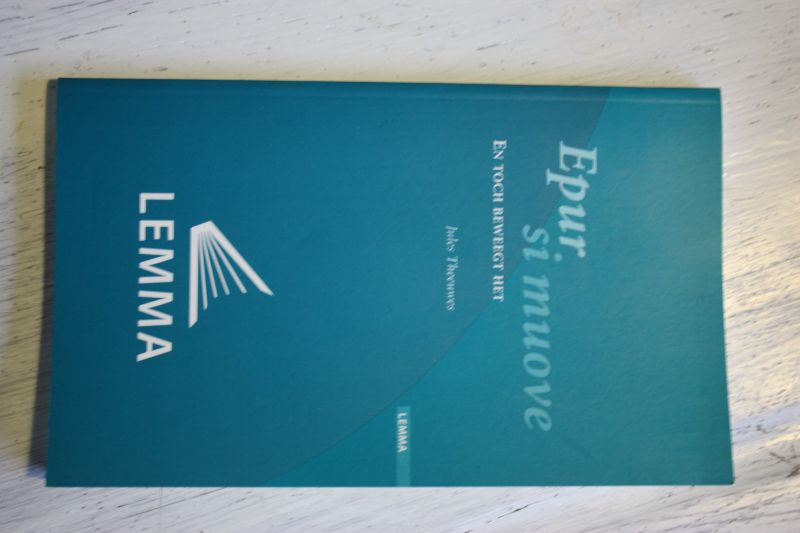 Epur
si muove
EN TOCH BEWEEGT HET
Jules Theeuwes
LEMMA
LEMMA